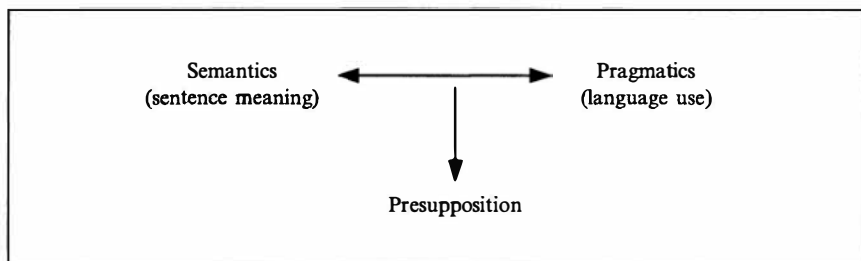 Semantics Pragmatics
(sentence meaning) (language use)
Presupposition